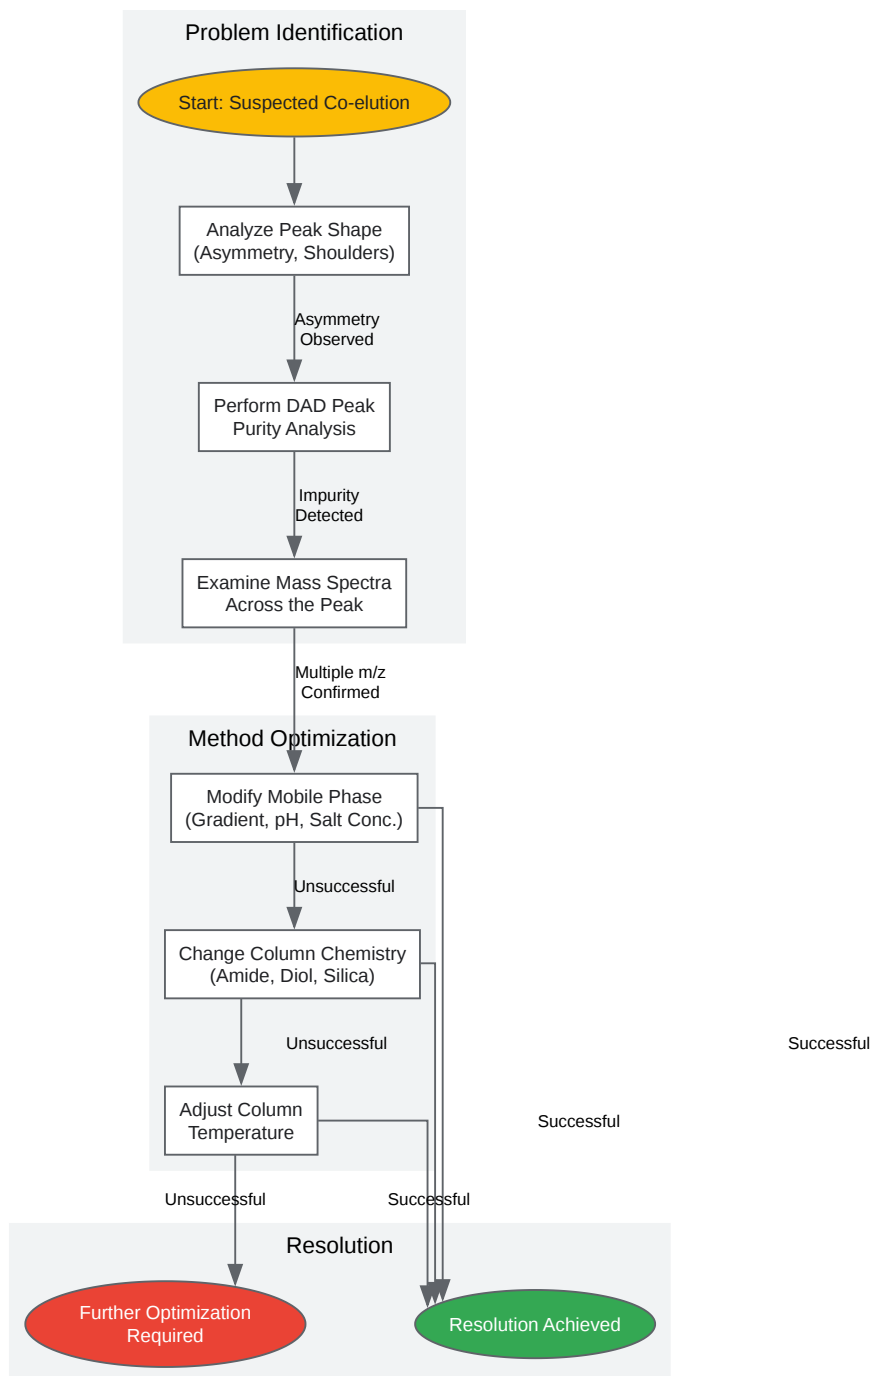 Problem Identification
Start: Suspected Co-elution
Analyze Peak Shape
(Asymmetry, Shoulders)
Asymmetry
Observed
Perform DAD Peak
Purity Analysis
Impurity
Detected
Examine Mass Spectra
Across the Peak
Multiple m/z
Confirmed
Method Optimization
Modify Mobile Phase
(Gradient, pH, Salt Conc.)
Unsuccessful
Change Column Chemistry
(Amide, Diol, Silica)
Unsuccessful
Successful
Adjust Column
Temperature
Successful
Unsuccessful
Successful
Resolution
Further Optimization
Required
Resolution Achieved